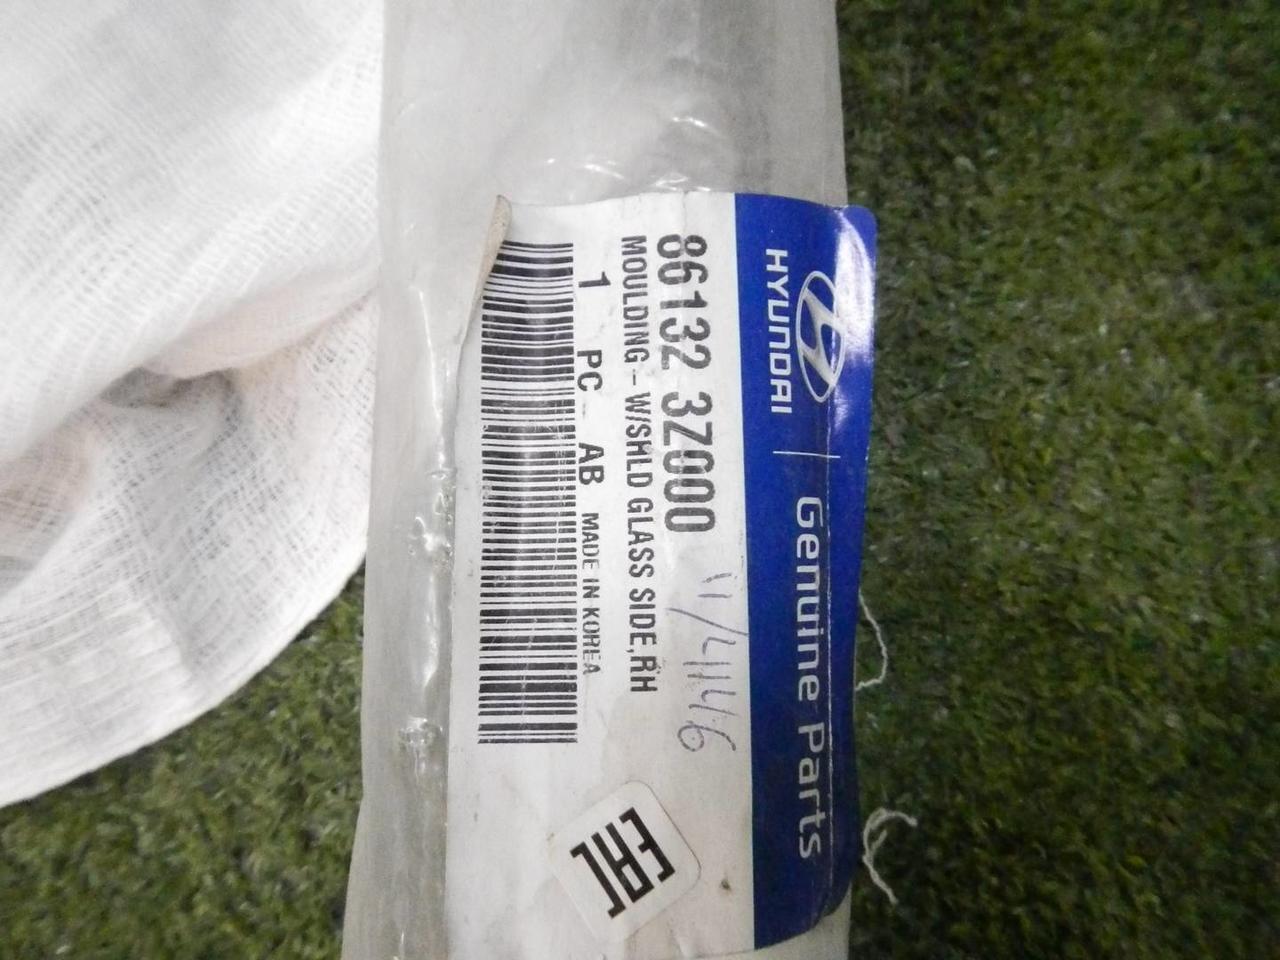 HYUNDAI | Genuine Parts
86132 3Z000
MOULDING - W/SHLD GLASS SIDE,RH
1 PC AB MADE IN KOREA
EAC